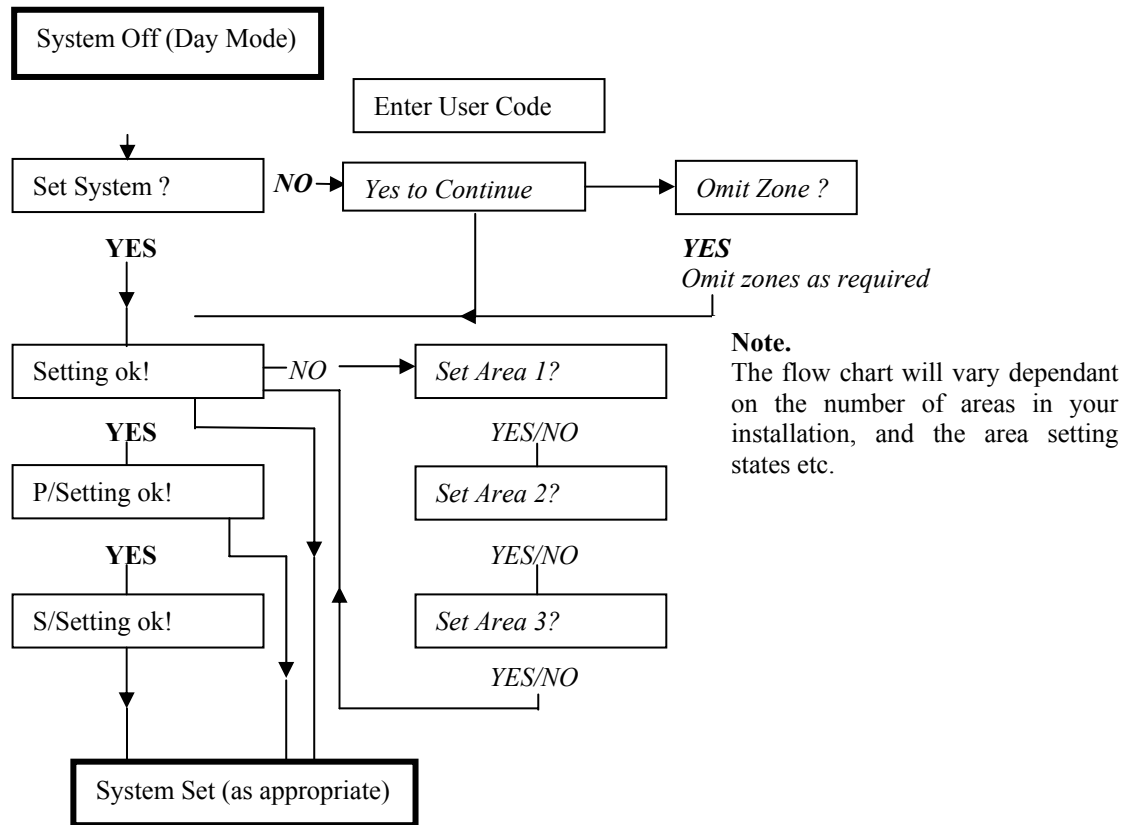 System Off (Day Mode)
Enter User Code
Set System ?
NO
Yes to Continue
Omit Zone ?
YES
YES
Omit zones as required
Setting ok!
NO
Set Area 1?
Note.
The flow chart will vary dependant
on the number of areas in your
installation, and the area setting
states etc.
YES
YES/NO
P/Setting ok!
Set Area 2?
YES
YES/NO
S/Setting ok!
Set Area 3?
YES/NO
System Set (as appropriate)